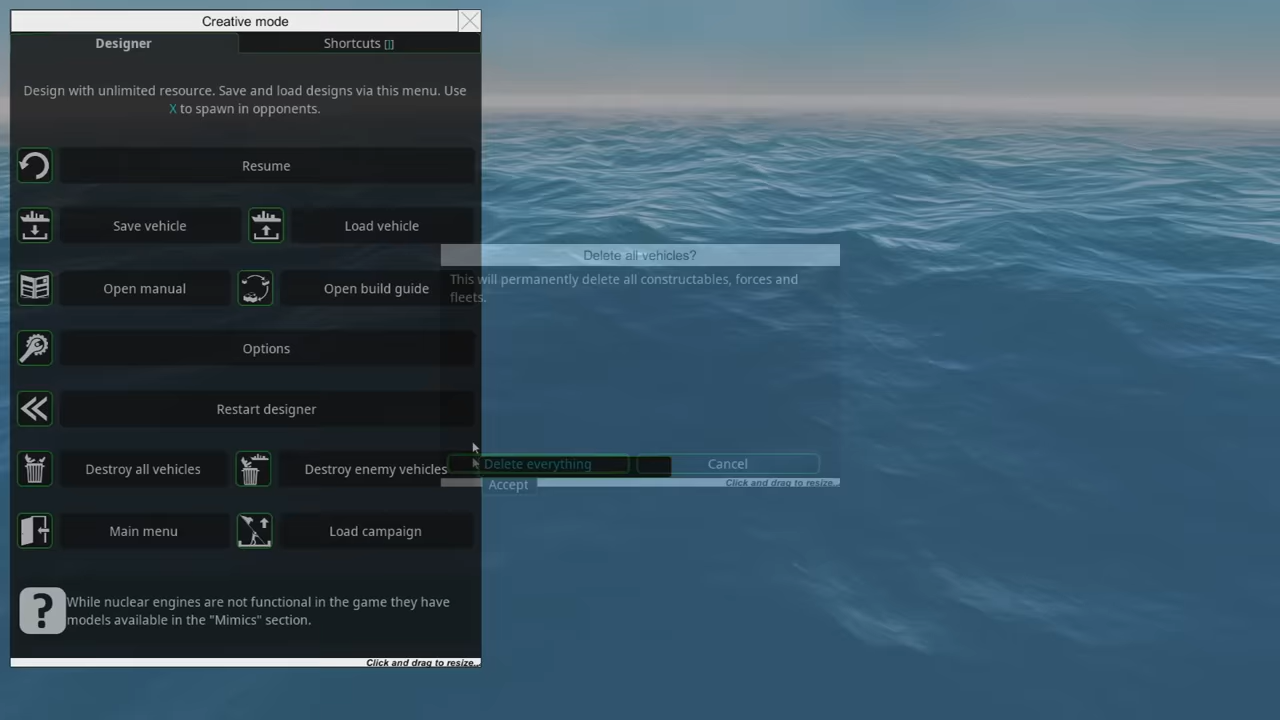 Creative mode
Designer
Shortcuts []]
Design with unlimited resource. Save and load designs via this menu. Use
X to spawn in opponents.
Resume
Save vehicle
Load vehicle
Delete all vehicles?
This will permanently delete all constructables, forces and
fleets.
Open manual
Open build guide
Options
Restart designer
Destroy all vehicles
Destroy enemy vehicles
Delete everything
Cancel
Accept
Click and drag to resize..
Main menu
Load campaign
? While nuclear engines are not functional in the game they have
models available in the "Mimics" section.
Click and drag to resize..